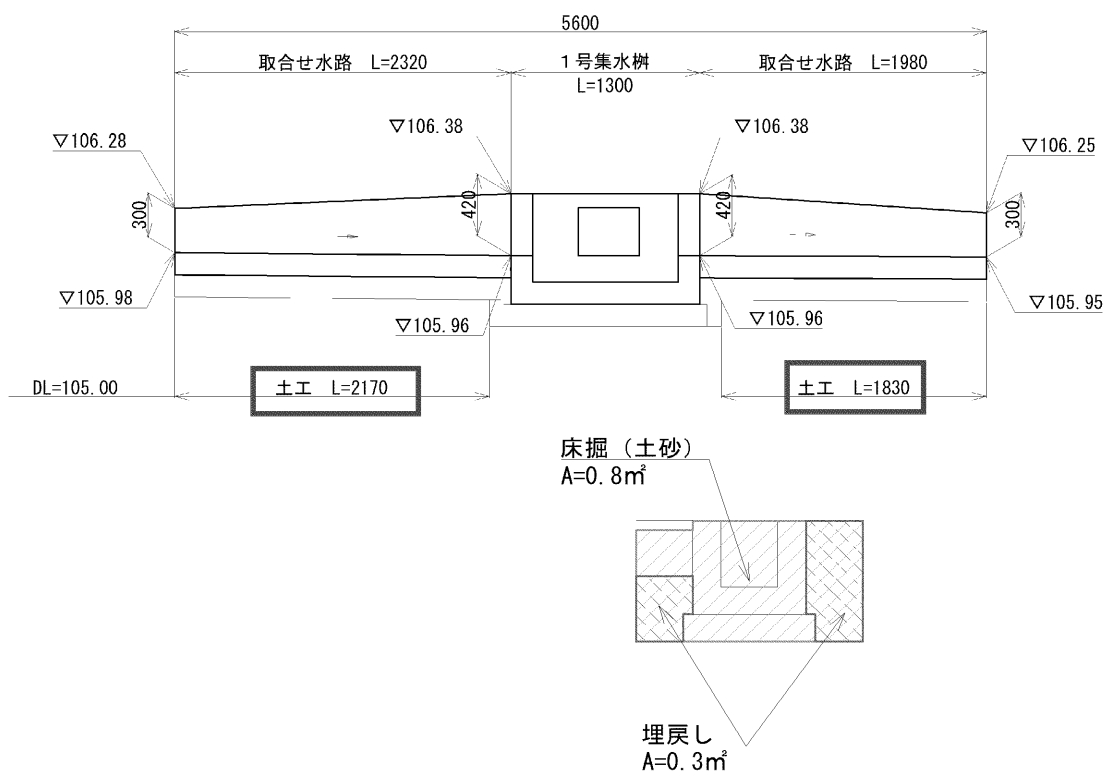 5600
取合せ水路 L=2320
1号集水桝
L=1300
取合せ水路 L=1980
▽106.28
▽106.38
▽106.38
▽106.25
300
420
420
300
▽105.98
▽105.96
▽105.96
▽105.95
DL=105.00
土工 L=2170
土工 L=1830
床掘（土砂）
A=0.8㎡
埋戻し
A=0.3㎡